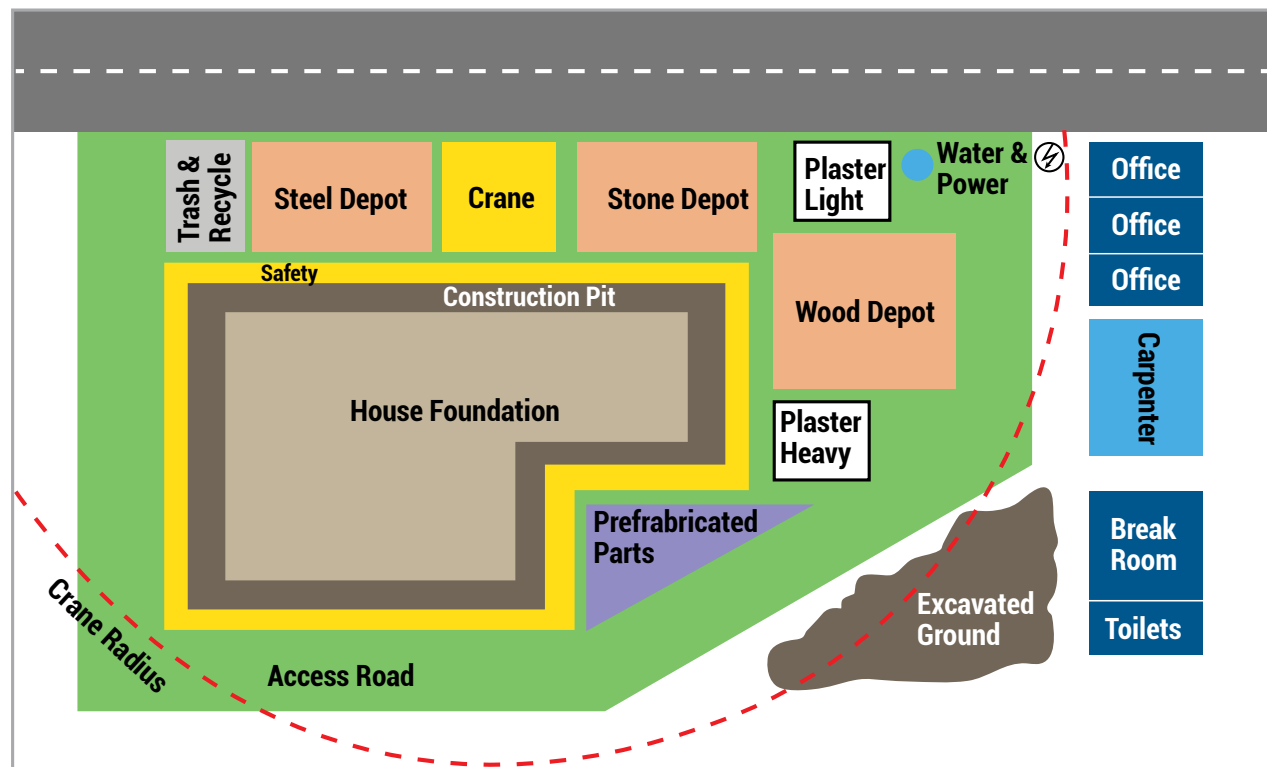 Trash &
Recycle
Steel Depot
Crane
Stone Depot
Plaster
Light
Water &
Power
Office
Office
Office
Safety
Construction Pit
Wood Depot
Carpenter
House Foundation
Plaster
Heavy
Prefrabricated
Parts
Break
Room
Excavated
Ground
Toilets
Crane Radius
Access Road